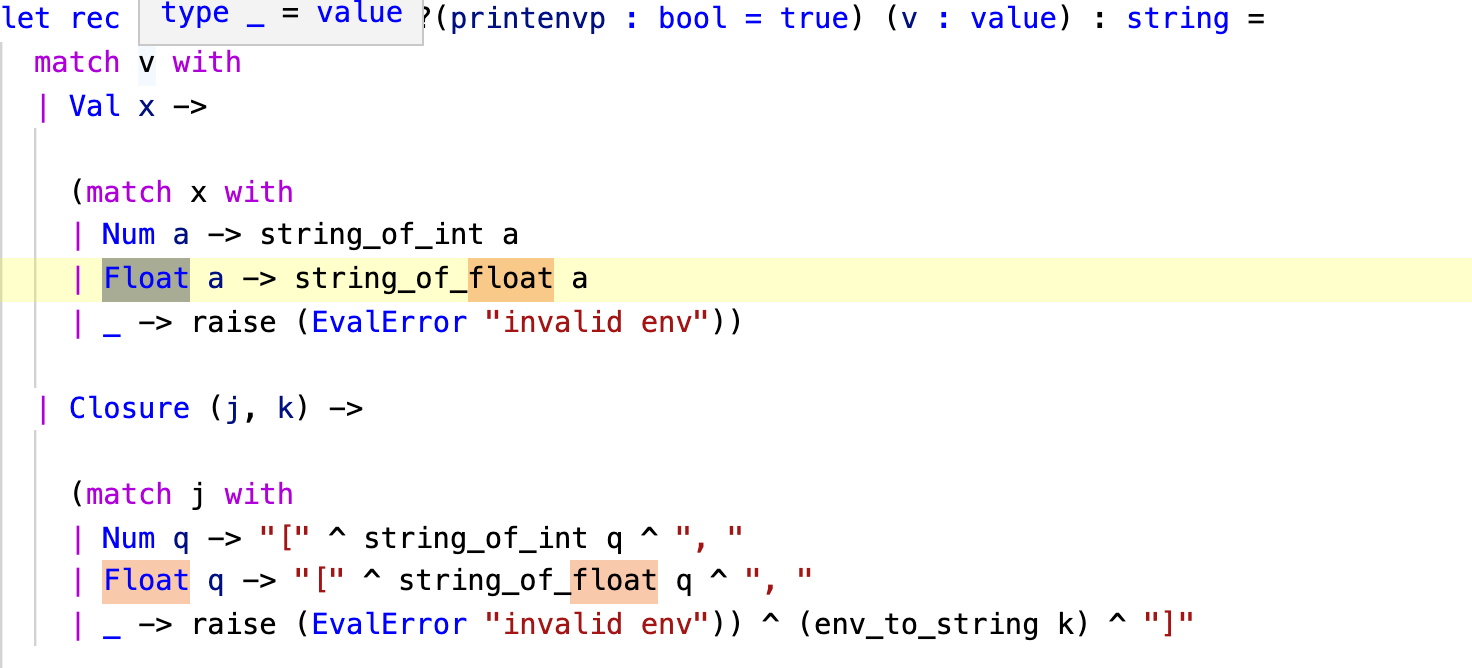 let rec type _ = value ?(printenvp : bool = true) (v : value) : string =
match v with
| Val x ->
(match x with
| Num a -> string_of_int a
| Float a -> string_of_float a
| _ -> raise (EvalError "invalid env"))
| Closure (j, k) ->
(match j with
| Num q -> "[" ^ string_of_int q ^ ", "
| Float q -> "[" ^ string_of_float q ^ ", "
| _ -> raise (EvalError "invalid env")) ^ (env_to_string k) ^ "]"